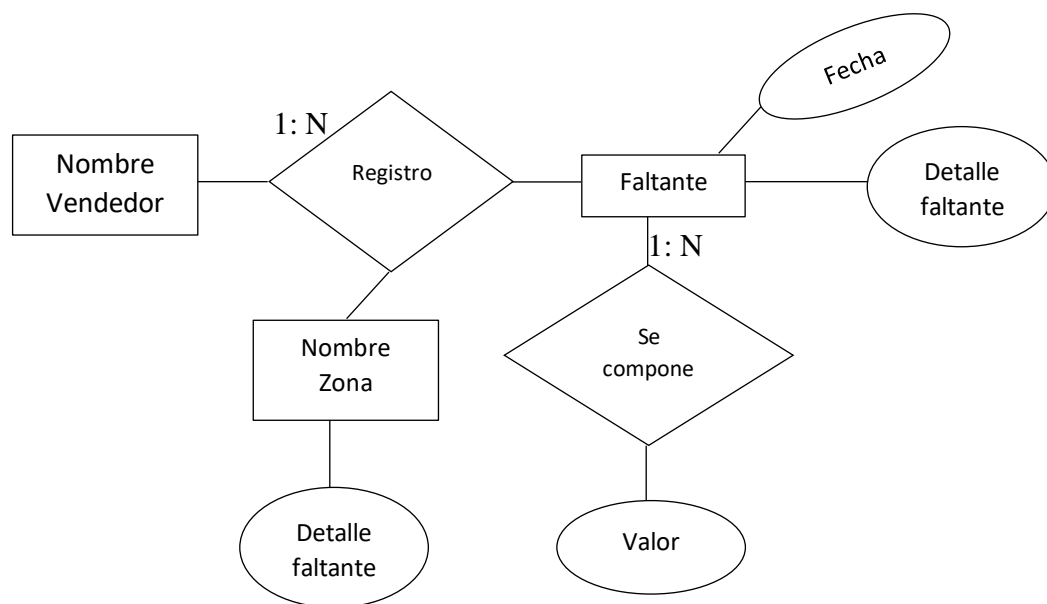 Fecha
1: N
Nombre
Vendedor
Registro
Faltante
Detalle
faltante
1: N
Nombre
Zona
Se
compone
Detalle
faltante
Valor